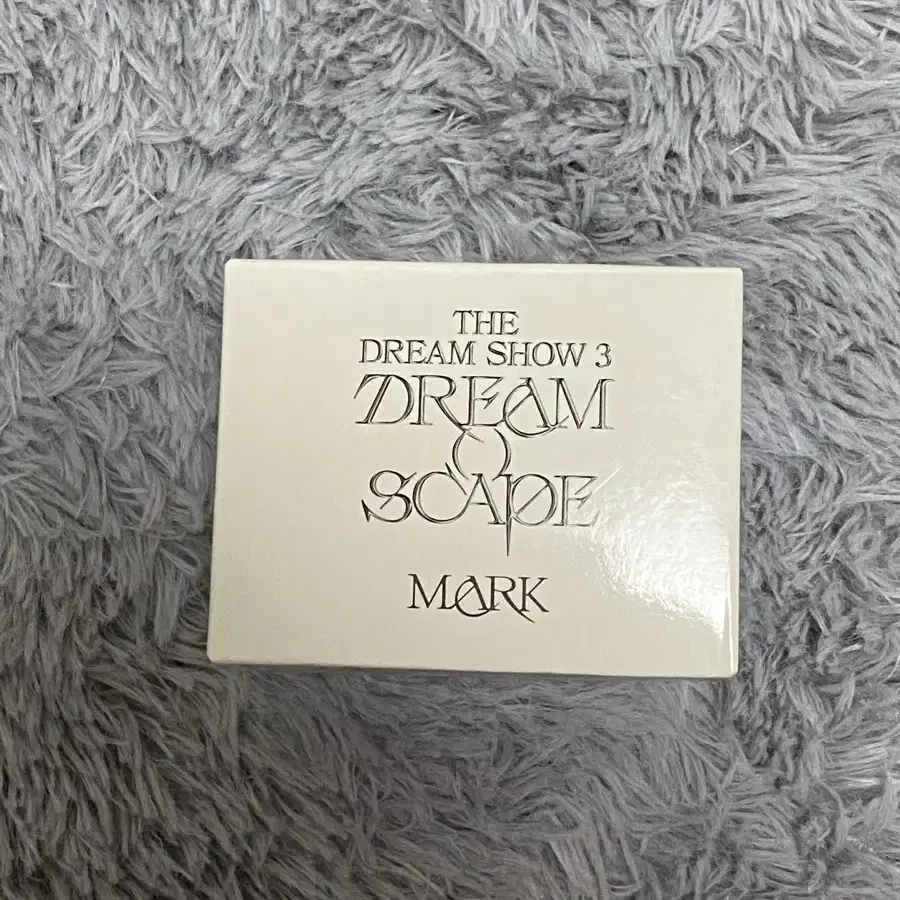 THE
DREAM SHOW 3
DREAM
( )
SCAPE
MARK